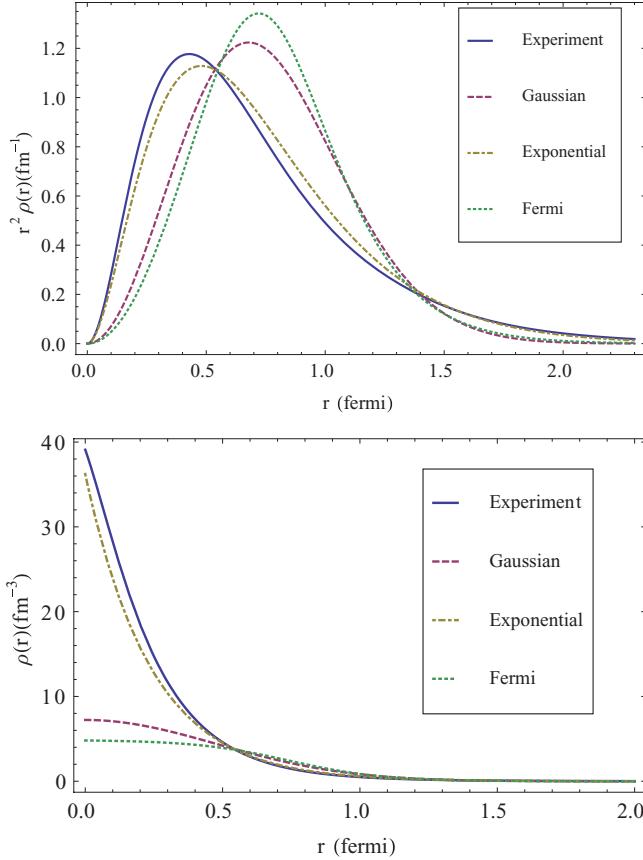 1.2
1.0
0.8
0.6
0.4
0.2
0.0
r² ρ(r)(fm⁻¹)
Experiment
Gaussian
Exponential
Fermi
0.0 0.5 1.0 1.5 2.0
r (fermi)
40
30
20
10
0
ρ(r)(fm⁻³)
Experiment
Gaussian
Exponential
Fermi
0.0 0.5 1.0 1.5 2.0
r (fermi)